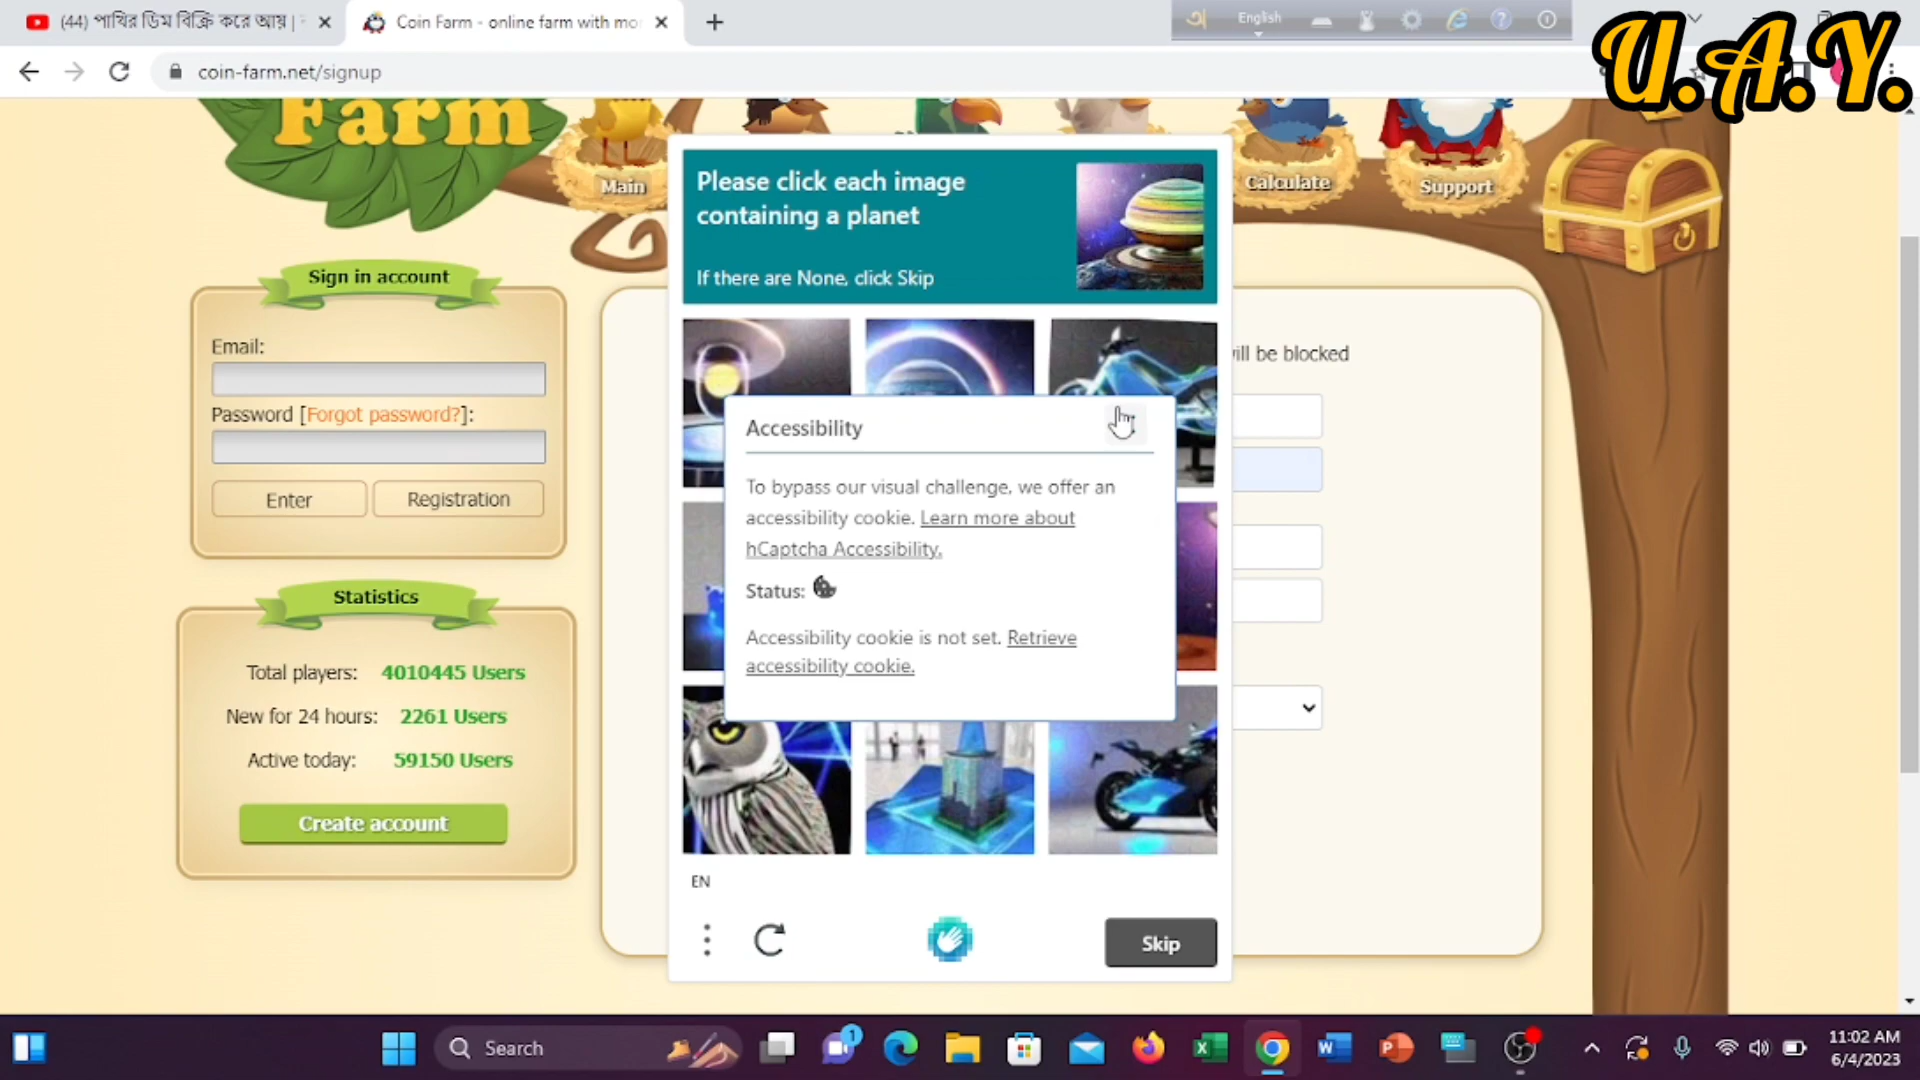 (44) পাখির ডিম বিক্রি করে আয় |
Coin Farm - online farm with mo
English
U.A.Y.
coin-farm.net/signup
Farm
Main
Calculate
Support
Please click each image
containing a planet
If there are None, click Skip
Sign in account
Email:
Password [Forgot password?]:
Enter
Registration
will be blocked
Accessibility
To bypass our visual challenge, we offer an
accessibility cookie. Learn more about
hCaptcha Accessibility.
Status:
Accessibility cookie is not set. Retrieve
accessibility cookie.
Statistics
Total players: 4010445 Users
New for 24 hours: 2261 Users
Active today: 59150 Users
Create account
EN
Skip
Search
1
11:02 AM
6/4/2023